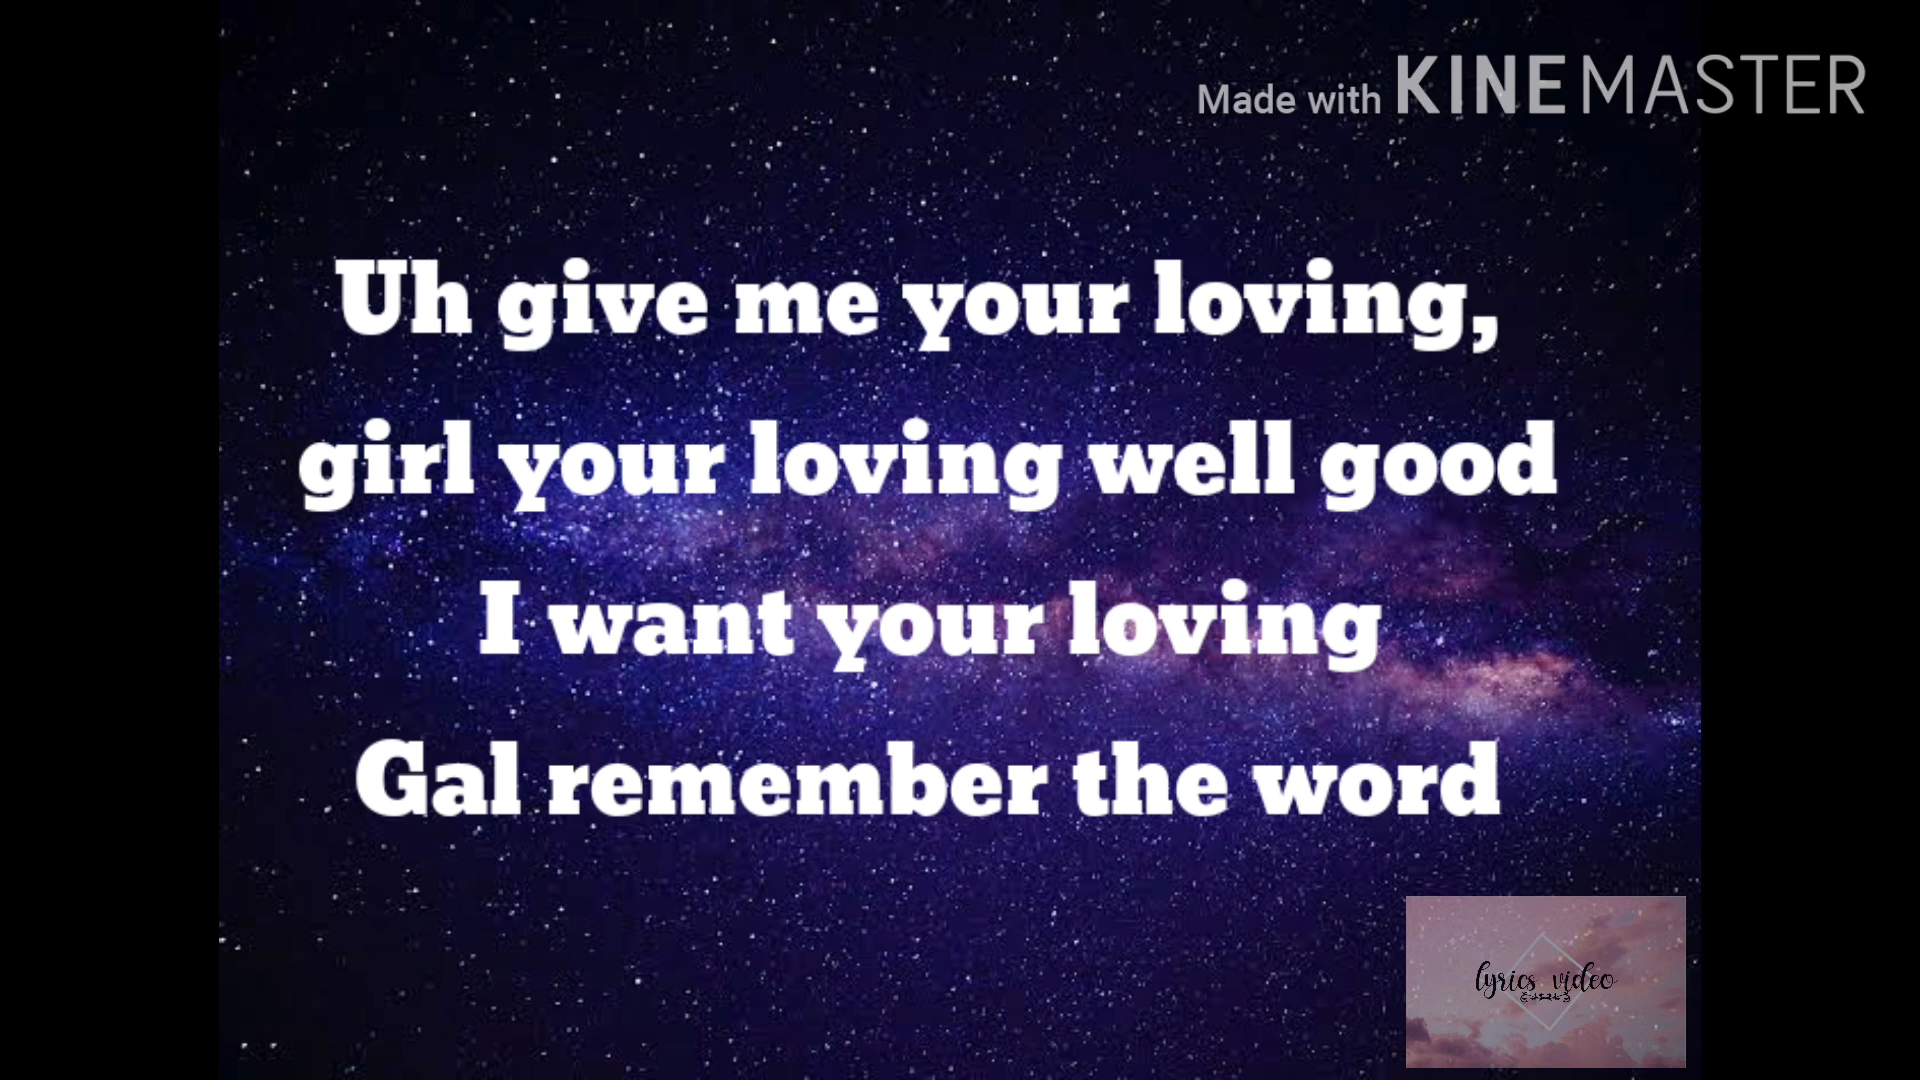 Made with KINEMASTER
Uh give me your loving,
girl your loving well good
I want your loving
Gal remember the word
lyrics video